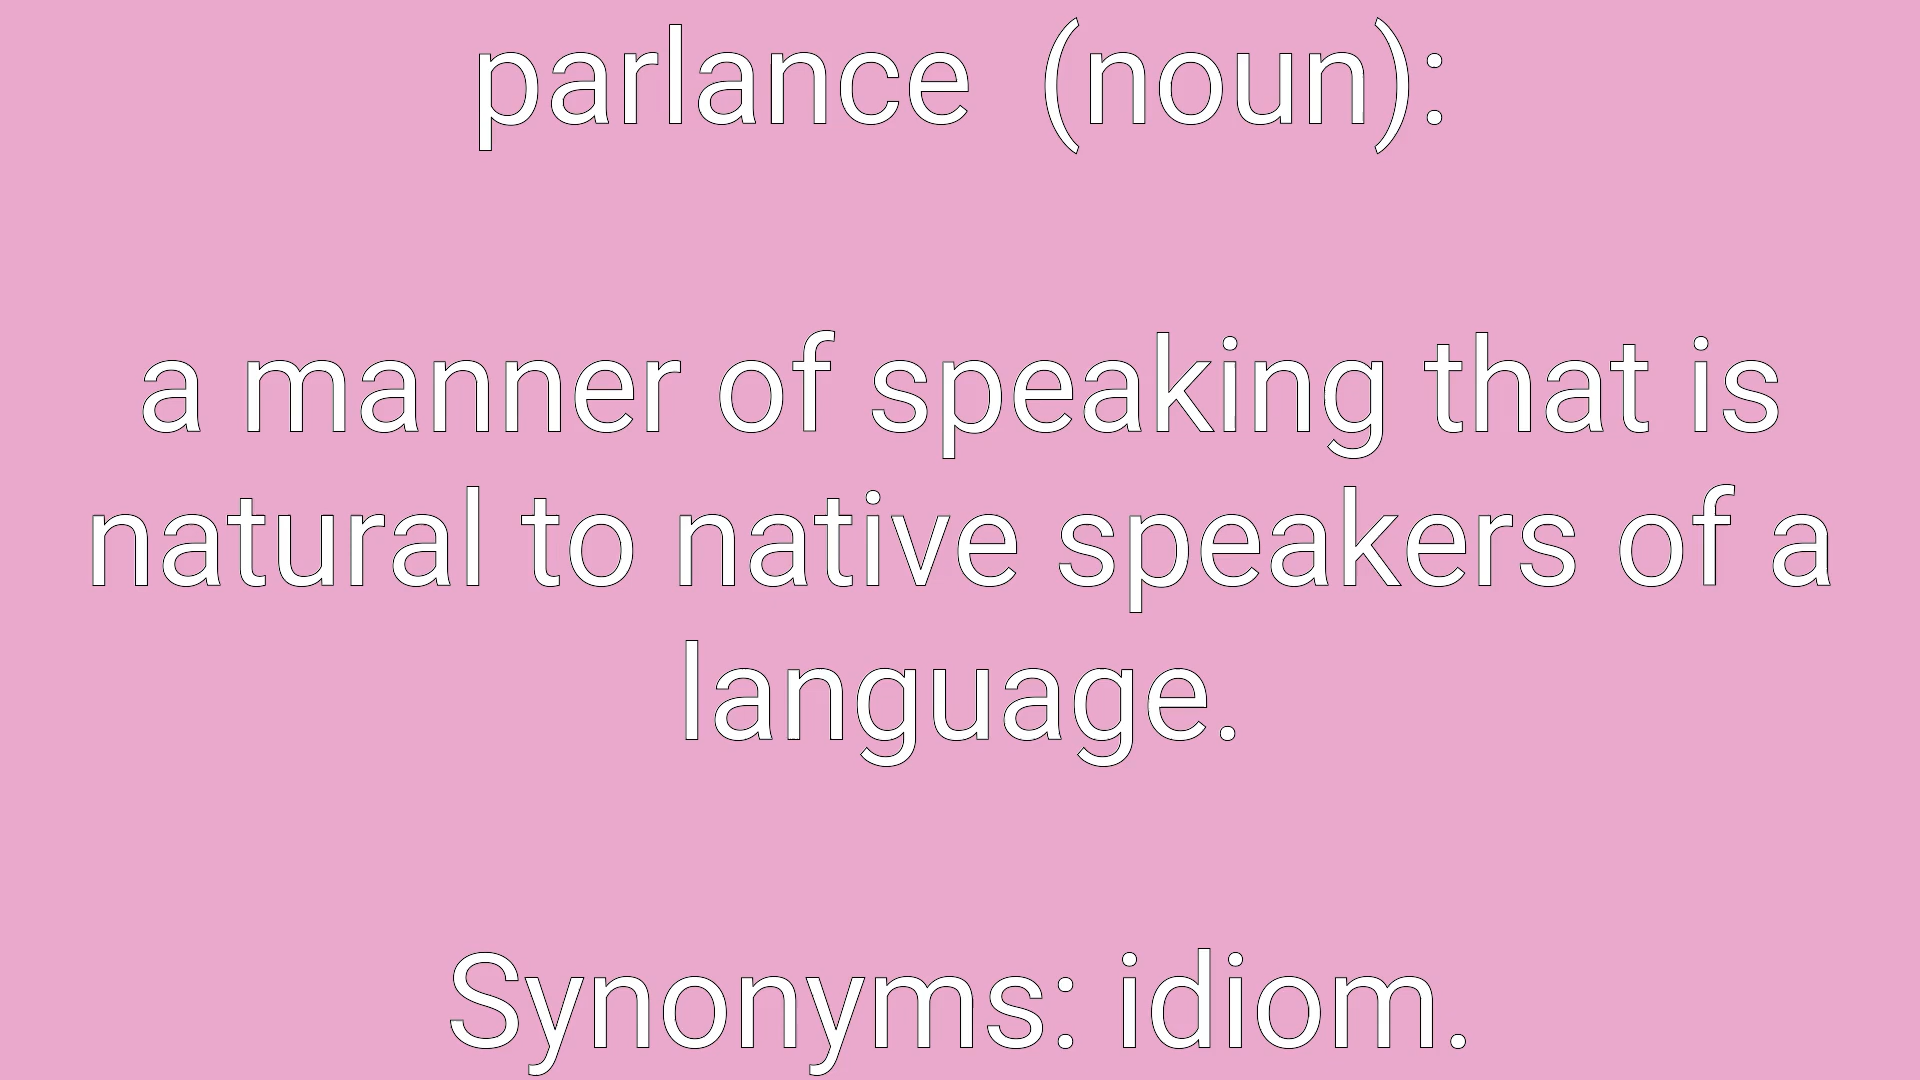 parlance  (noun):
a manner of speaking that is
natural to native speakers of a
language.
Synonyms: idiom.